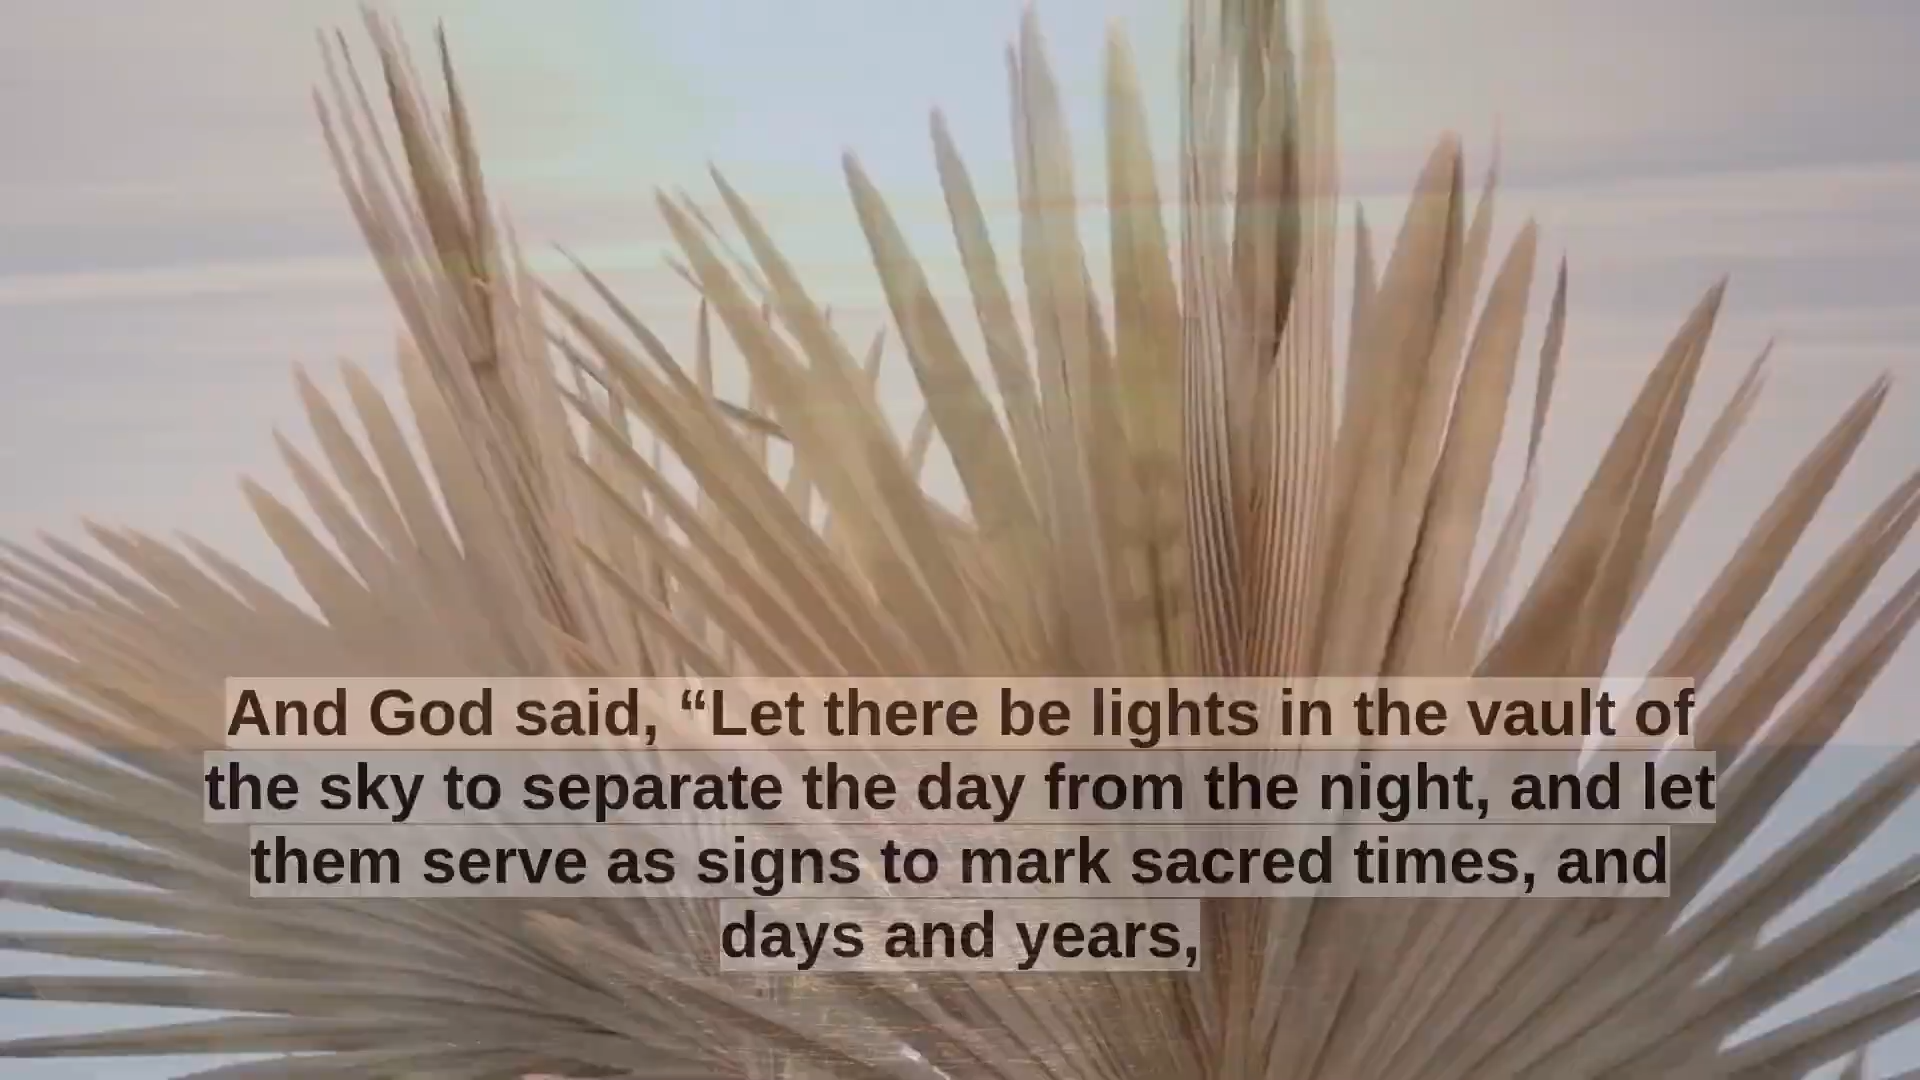 And God said, “Let there be lights in the vault of
the sky to separate the day from the night, and let
them serve as signs to mark sacred times, and
days and years,